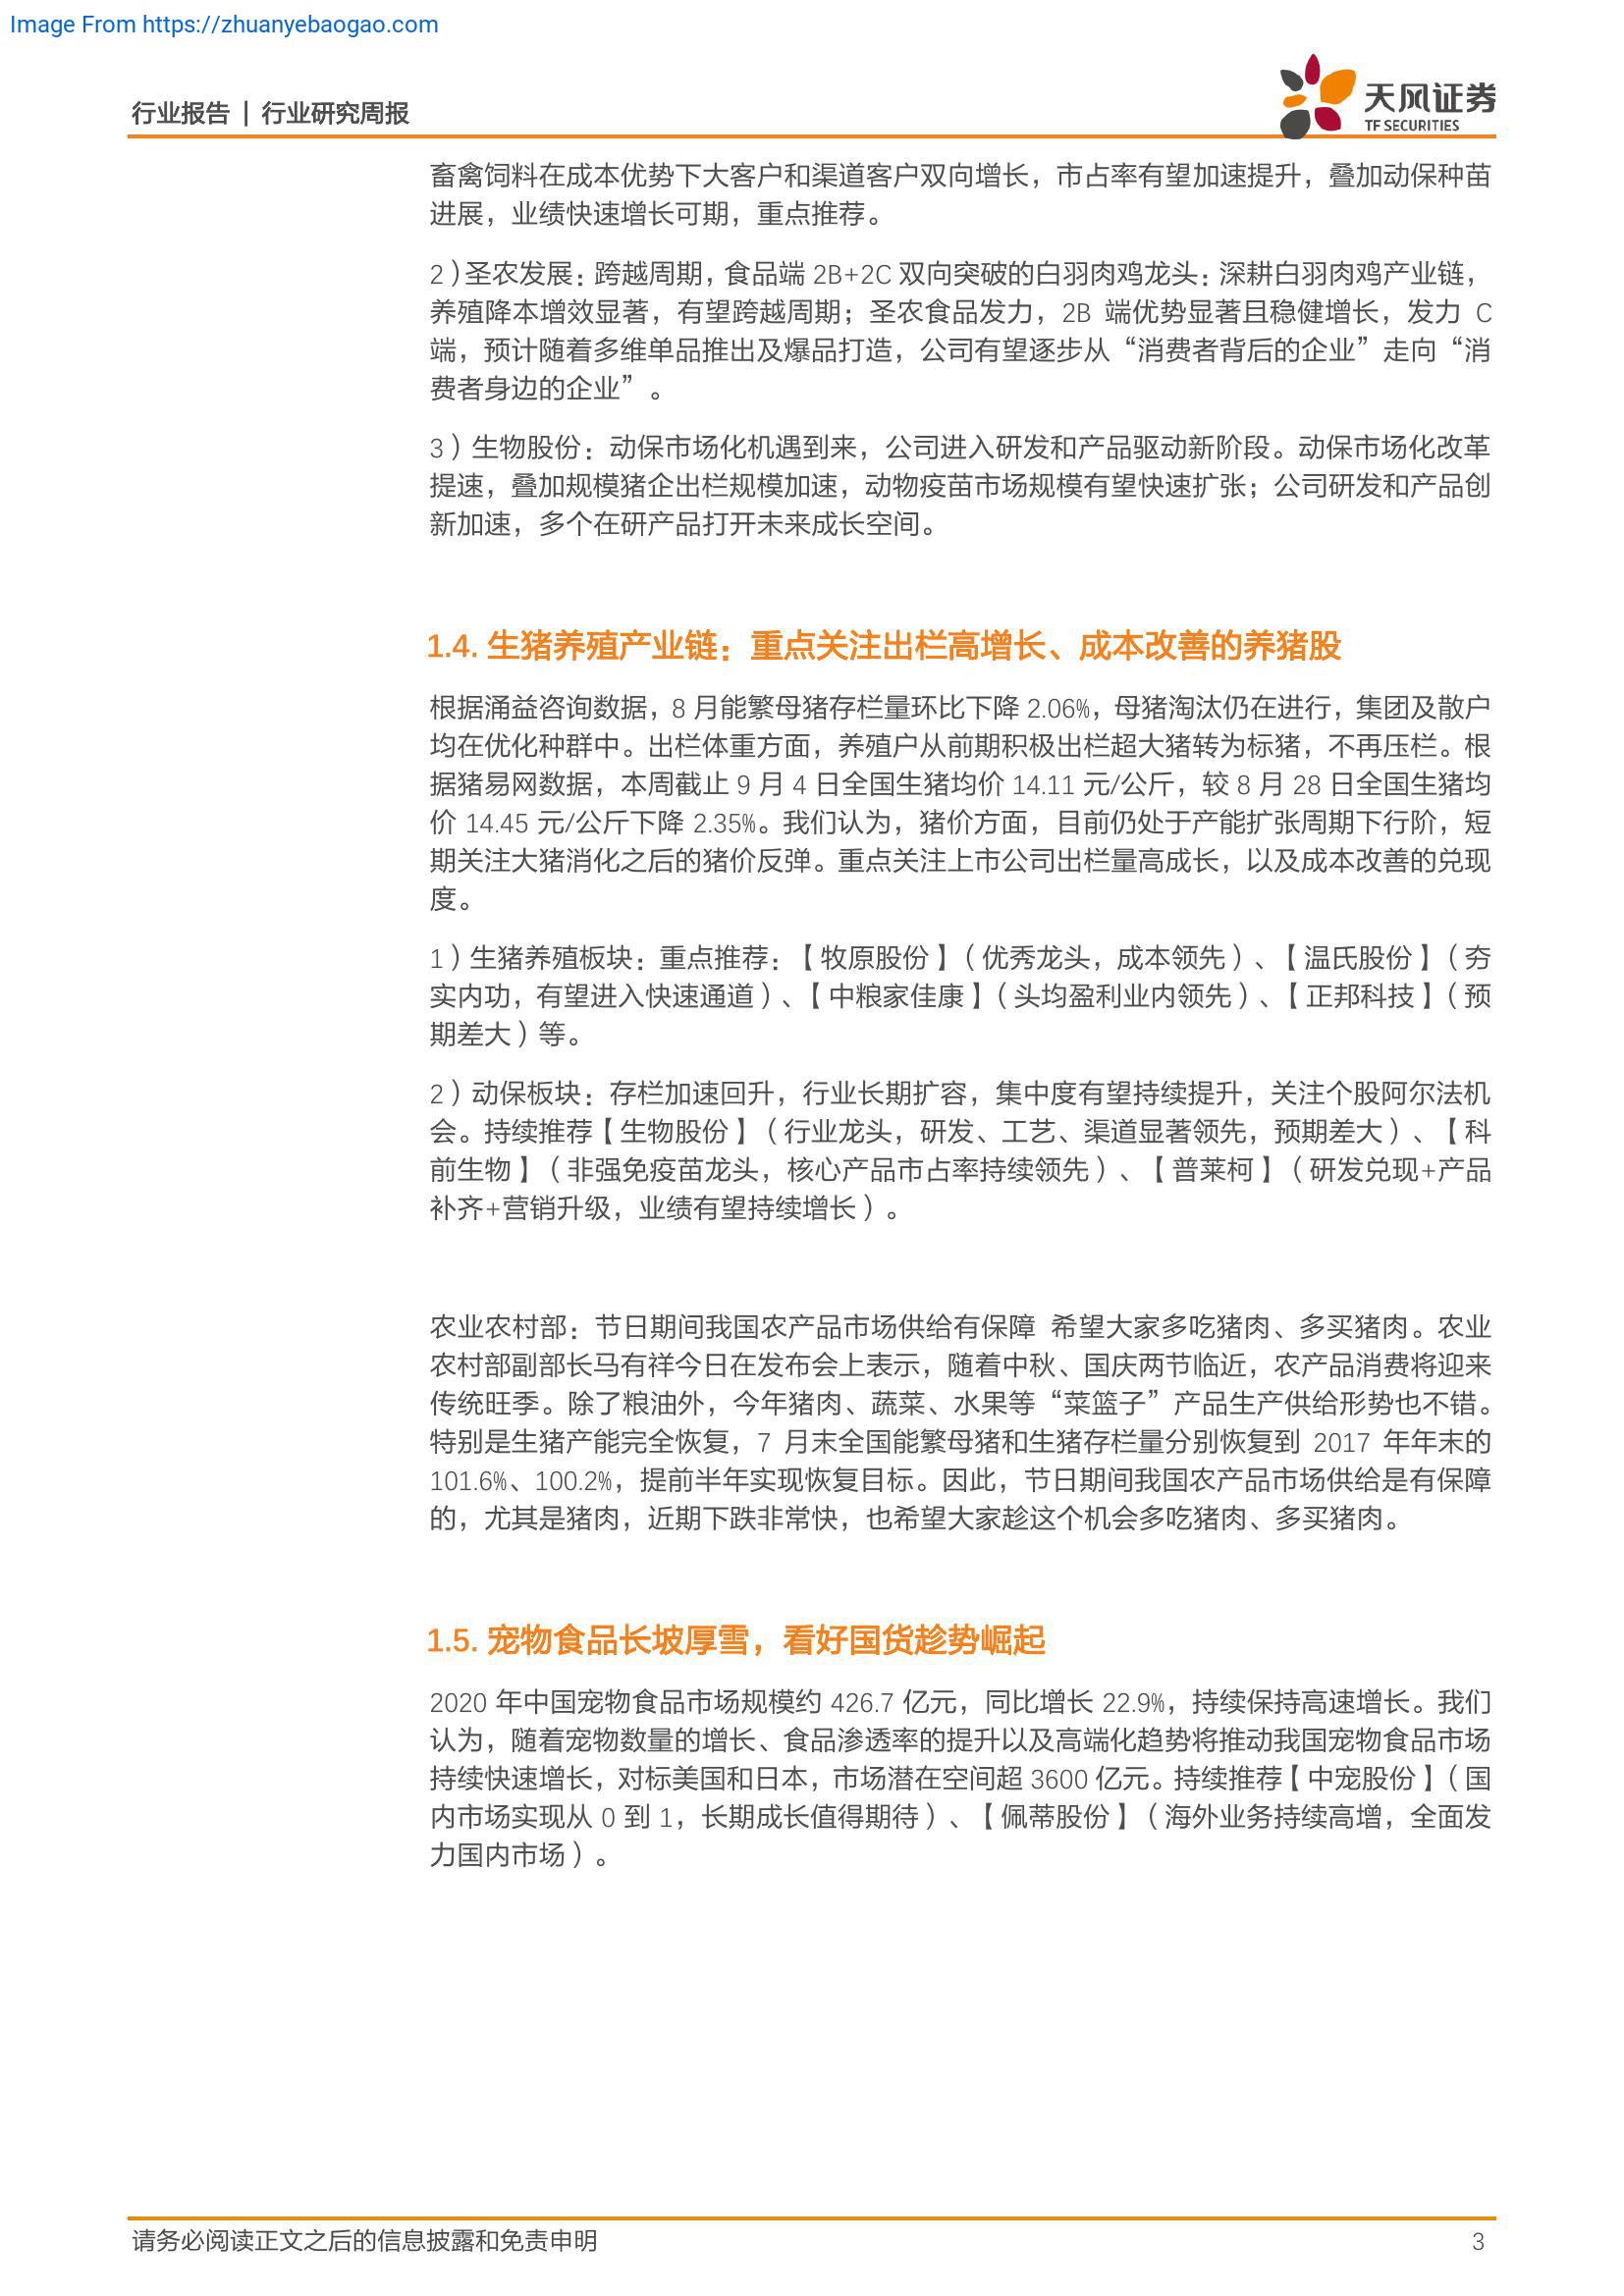 Image From https://zhuanyebaogao.com
行业报告 | 行业研究周报
天风证券
TF SECURITIES
畜禽饲料在成本优势下大客户和渠道客户双向增长，市占率有望加速提升，叠加动保种苗
进展，业绩快速增长可期，重点推荐。
2）圣农发展：跨越周期，食品端 2B+2C 双向突破的白羽肉鸡龙头：深耕白羽肉鸡产业链，
养殖降本增效显著，有望跨越周期；圣农食品发力，2B 端优势显著且稳健增长，发力 C
端，预计随着多维单品推出及爆品打造，公司有望逐步从“消费者背后的企业”走向“消
费者身边的企业”。
3）生物股份：动保市场化机遇到来，公司进入研发和产品驱动新阶段。动保市场化改革
提速，叠加规模猪企出栏规模加速，动物疫苗市场规模有望快速扩张；公司研发和产品创
新加速，多个在研产品打开未来成长空间。
1.4. 生猪养殖产业链：重点关注出栏高增长、成本改善的养猪股
根据涌益咨询数据，8 月能繁母猪存栏量环比下降 2.06%，母猪淘汰仍在进行，集团及散户
均在优化种群中。出栏体重方面，养殖户从前期积极出栏超大猪转为标猪，不再压栏。根
据猪易网数据，本周截止 9 月 4 日全国生猪均价 14.11 元/公斤，较 8 月 28 日全国生猪均
价 14.45 元/公斤下降 2.35%。我们认为，猪价方面，目前仍处于产能扩张周期下行阶，短
期关注大猪消化之后的猪价反弹。重点关注上市公司出栏量高成长，以及成本改善的兑现
度。
1）生猪养殖板块：重点推荐：【牧原股份】（优秀龙头，成本领先）、【温氏股份】（夯
实内功，有望进入快速通道）、【中粮家佳康】（头均盈利业内领先）、【正邦科技】（预
期差大）等。
2）动保板块：存栏加速回升，行业长期扩容，集中度有望持续提升，关注个股阿尔法机
会。持续推荐【生物股份】（行业龙头，研发、工艺、渠道显著领先，预期差大）、【科
前生物】（非强免疫苗龙头，核心产品市占率持续领先）、【普莱柯】（研发兑现+产品
补齐+营销升级，业绩有望持续增长）。
农业农村部：节日期间我国农产品市场供给有保障 希望大家多吃猪肉、多买猪肉。农业
农村部副部长马有祥今日在发布会上表示，随着中秋、国庆两节临近，农产品消费将迎来
传统旺季。除了粮油外，今年猪肉、蔬菜、水果等“菜篮子”产品生产供给形势也不错。
特别是生猪产能完全恢复，7 月末全国能繁母猪和生猪存栏量分别恢复到 2017 年年末的
101.6%、100.2%，提前半年实现恢复目标。因此，节日期间我国农产品市场供给是有保障
的，尤其是猪肉，近期下跌非常快，也希望大家趁这个机会多吃猪肉、多买猪肉。
1.5. 宠物食品长坡厚雪，看好国货趁势崛起
2020 年中国宠物食品市场规模约 426.7 亿元，同比增长 22.9%，持续保持高速增长。我们
认为，随着宠物数量的增长、食品渗透率的提升以及高端化趋势将推动我国宠物食品市场
持续快速增长，对标美国和日本，市场潜在空间超 3600 亿元。持续推荐【中宠股份】（国
内市场实现从 0 到 1，长期成长值得期待）、【佩蒂股份】（海外业务持续高增，全面发
力国内市场）。
请务必阅读正文之后的信息披露和免责申明
3